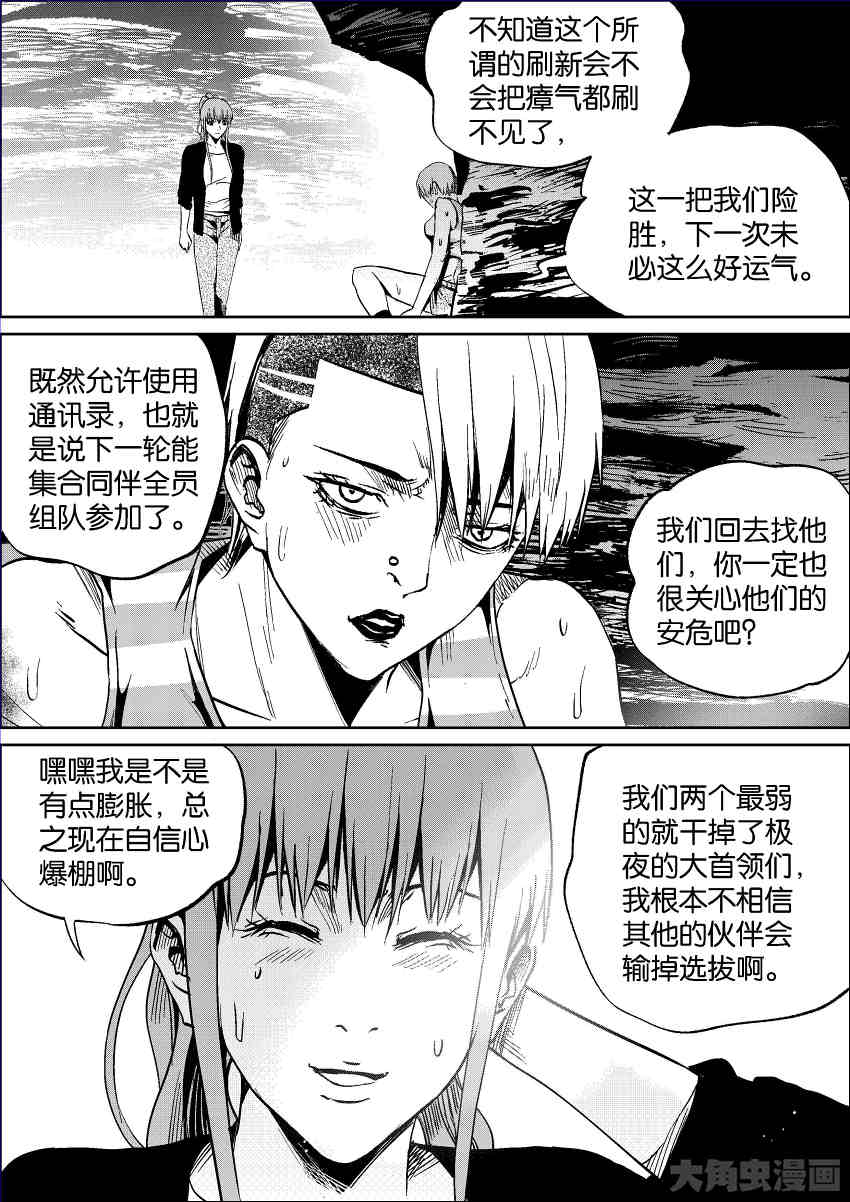 不知道这个所
谓的刷新会不
会把瘴气都刷
不见了，
这一把我们险
胜，下一次未
必这么好运气。
既然允许使用
通讯录，也就
是说下一轮能
集合同伴全员
组队参加了。
我们回去找他
们，你一定也
很关心他们的
安危吧？
嘿嘿我是不是
有点膨胀，总
之现在自信心
爆棚啊。
我们两个最弱
的就干掉了极
夜的大首领们，
我根本不相信
其他的伙伴会
输掉选拔啊。
大角虫漫画